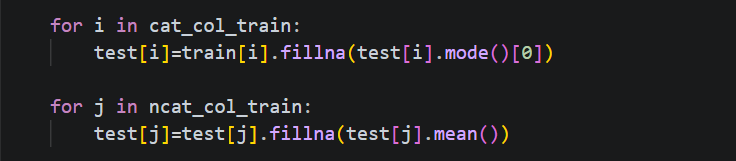 for i in cat_col_train:
    test[i]=train[i].fillna(test[i].mode()[0])
for j in ncat_col_train:
    test[j]=test[j].fillna(test[j].mean())